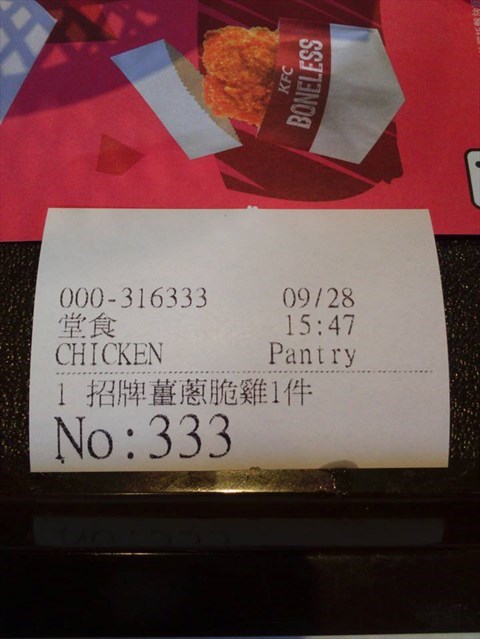 KFC
BONELESS
000-316333 09/28
堂食 15:47
CHICKEN Pantry
1 招牌薑蔥脆雞1件
No:333